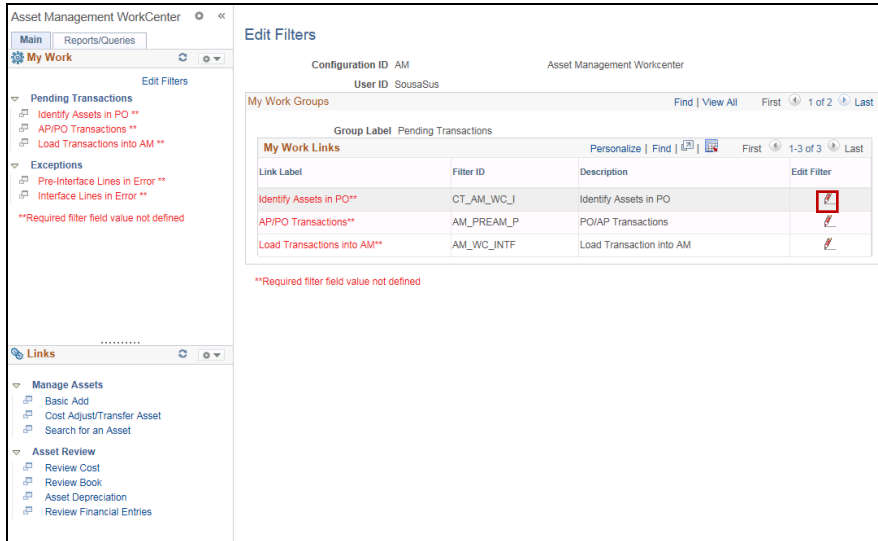 Asset Management WorkCenter
Main Reports/Queries
My Work
Edit Filters
Pending Transactions
Identify Assets in PO **
AP/PO Transactions **
Load Transactions into AM **
Exceptions
Pre-Interface Lines in Error **
Interface Lines in Error **
**Required filter field value not defined
Links
Manage Assets
Basic Add
Cost Adjust/Transfer Asset
Search for an Asset
Asset Review
Review Cost
Review Book
Asset Depreciation
Review Financial Entries
Edit Filters
Configuration ID AM Asset Management Workcenter
User ID SousaSus
My Work Groups Find | View All First 1 of 2 Last
Group Label Pending Transactions
My Work Links Personalize | Find | | First 1-3 of 3 Last
Link Label Filter ID Description Edit Filter
Identify Assets in PO** CT_AM_WC_I Identify Assets in PO
AP/PO Transactions** AM_PREAM_P PO/AP Transactions
Load Transactions into AM** AM_WC_INTF Load Transaction into AM
**Required filter field value not defined